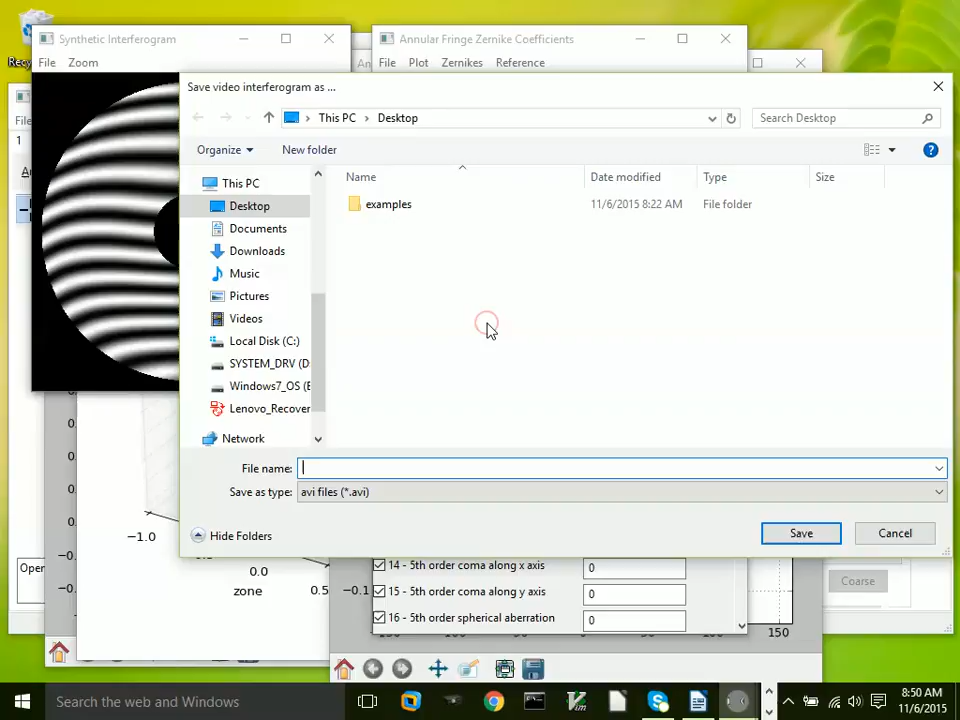 Synthetic Interferogram
Annular Fringe Zernike Coefficients
File Zoom
File Plot Zernikes Reference
Save video interferogram as ...
This PC Desktop
Search Desktop
Organize
New folder
Name
Date modified
Type
Size
This PC
Desktop
Documents
Downloads
Music
Pictures
Videos
Local Disk (C:)
SYSTEM_DRV (D
Windows7_OS (E
Lenovo_Recover
Network
examples
11/6/2015 8:22 AM
File folder
File name:
Save as type:
avi files (*.avi)
Hide Folders
Save
Cancel
1
−1.0
0.0
0.5
zone
−0.1
14 - 5th order coma along x axis 0
15 - 5th order coma along y axis 0
16 - 5th order spherical aberration 0
Coarse
150
Search the web and Windows
8:50 AM
11/6/2015